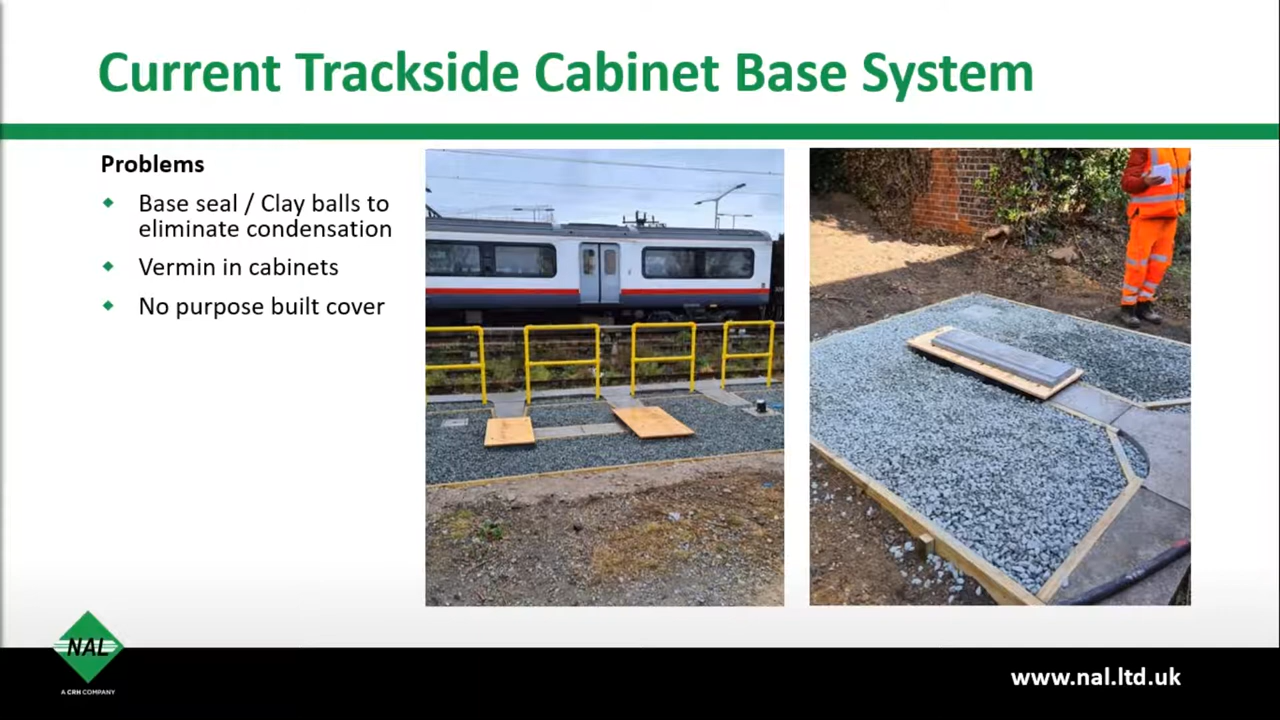 Current Trackside Cabinet Base System
Problems
Base seal / Clay balls to
eliminate condensation
Vermin in cabinets
No purpose built cover
NAL
A CRH COMPANY
www.nal.ltd.uk